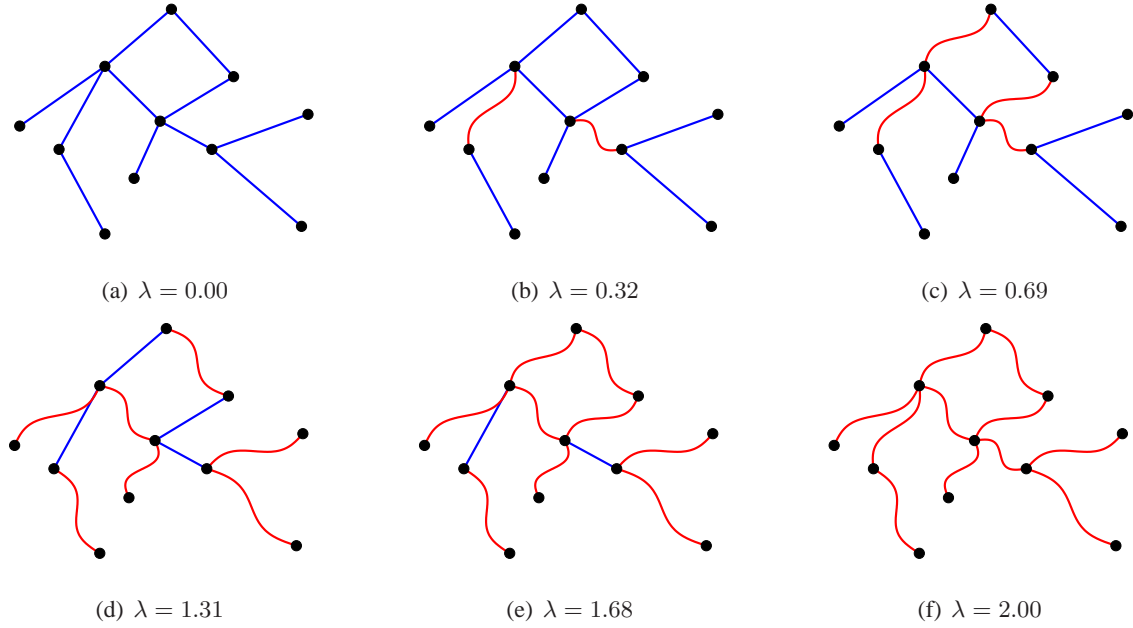 (a) λ = 0.00
(b) λ = 0.32
(c) λ = 0.69
(d) λ = 1.31
(e) λ = 1.68
(f) λ = 2.00